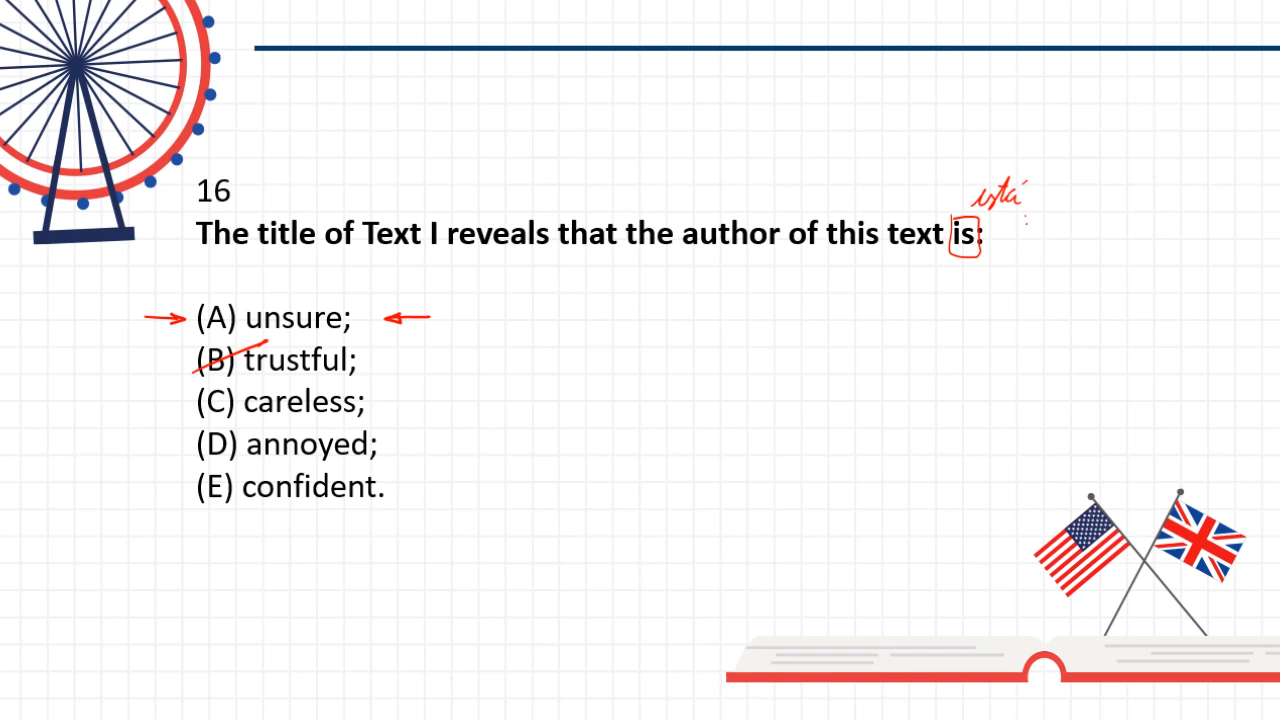 16
está
The title of Text I reveals that the author of this text is:
(A) unsure;
(B) trustful;
(C) careless;
(D) annoyed;
(E) confident.